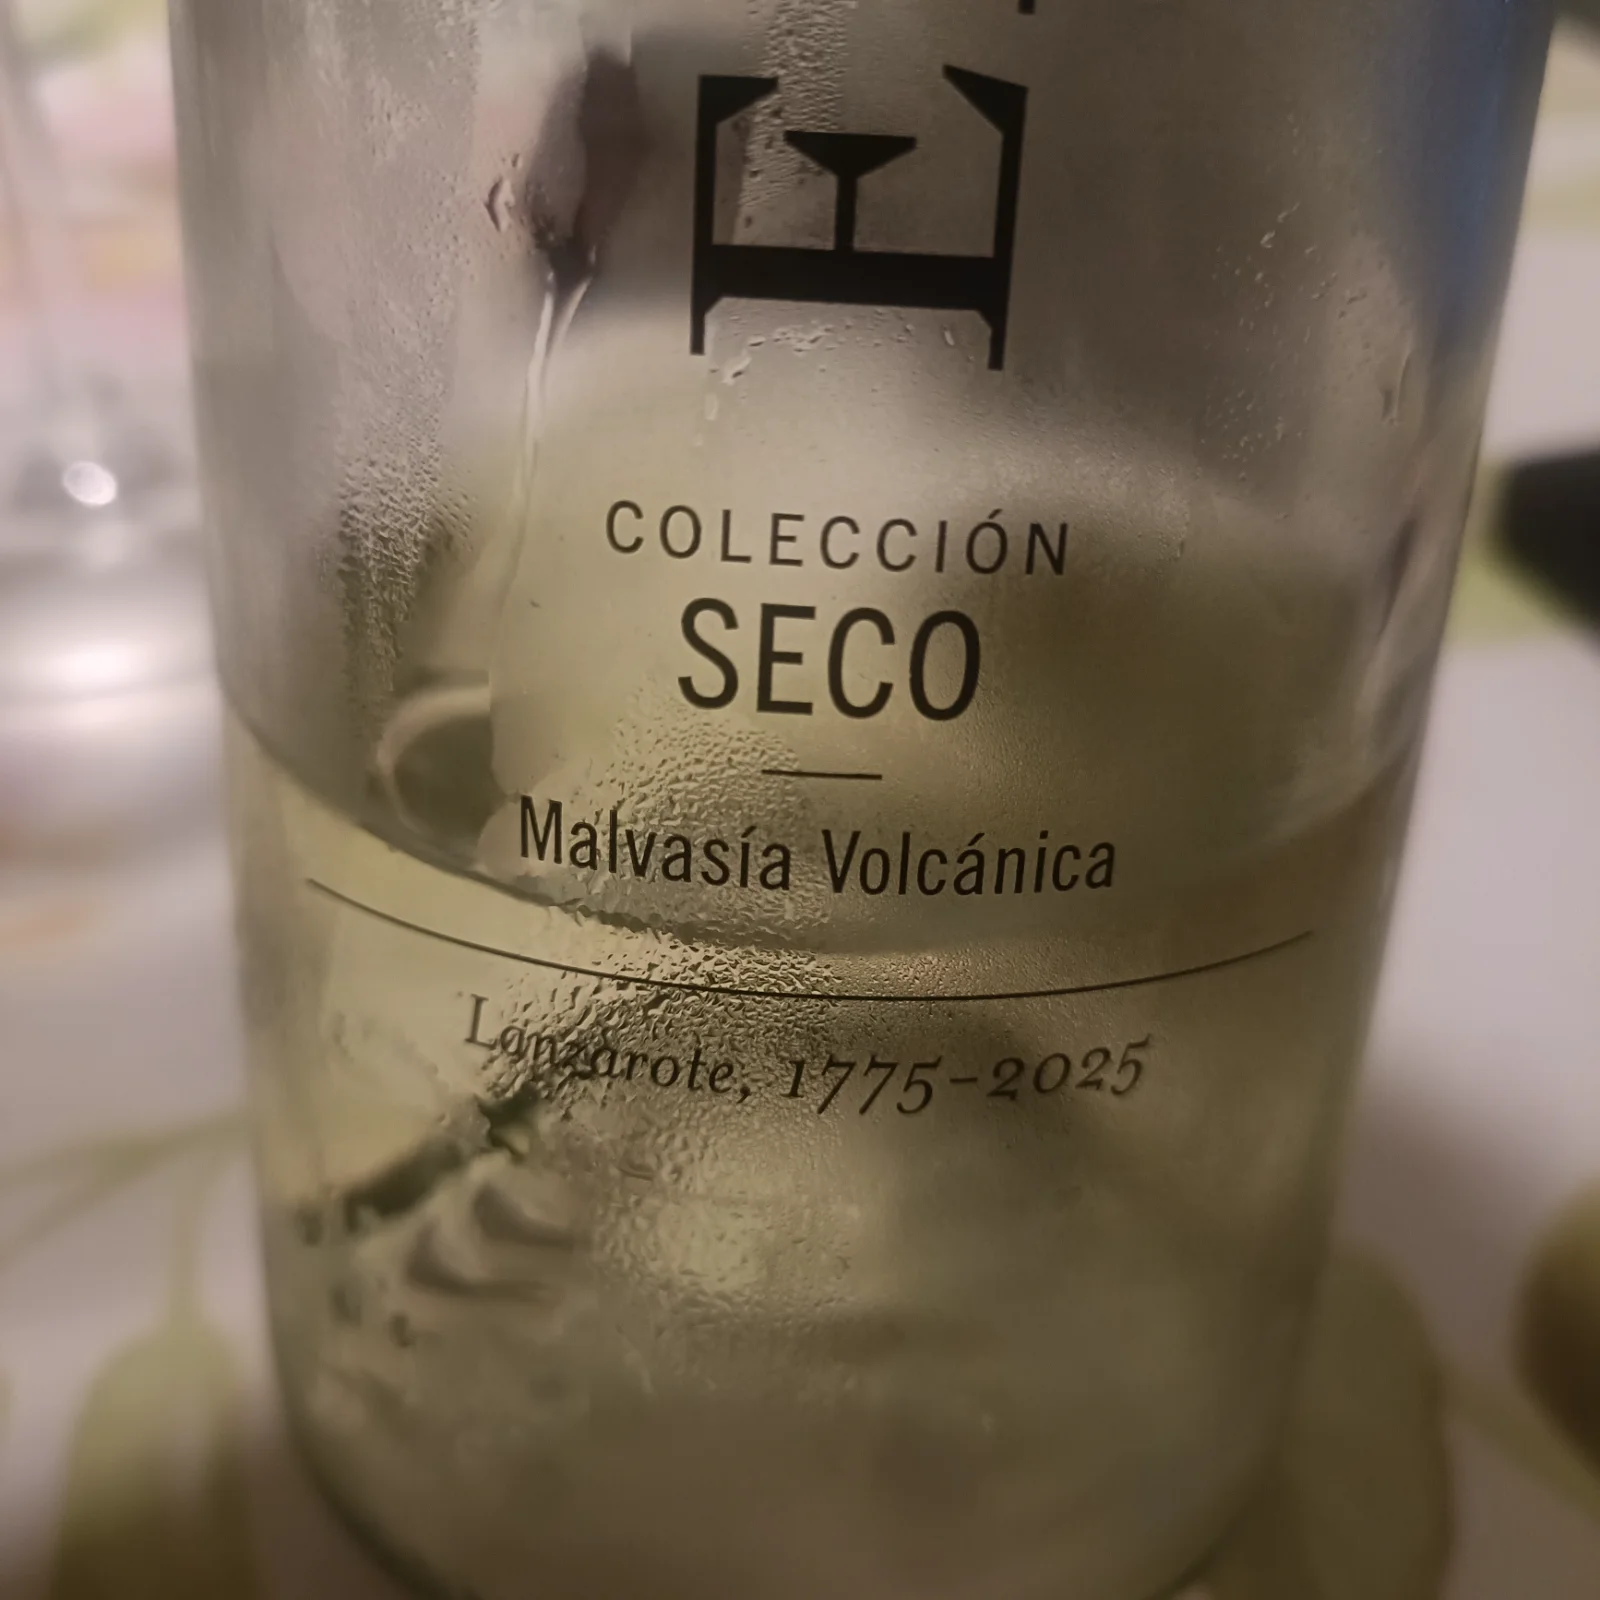 E
COLECCIÓN
SECO
Malvasía Volcánica
Lanzarote, 1775-2025